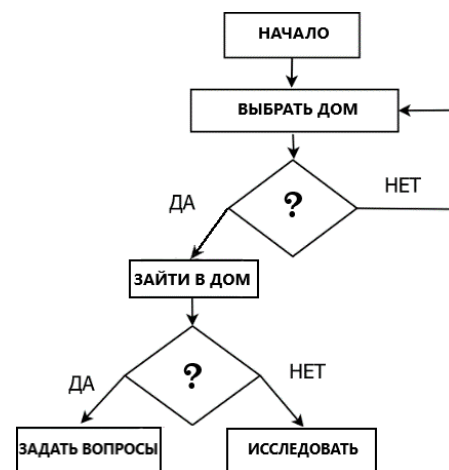 НАЧАЛО
ВЫБРАТЬ ДОМ
?
ДА
НЕТ
ЗАЙТИ В ДОМ
?
ДА
НЕТ
ЗАДАТЬ ВОПРОСЫ
ИССЛЕДОВАТЬ